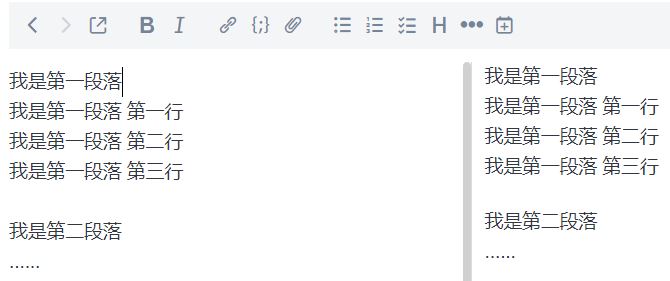 B I {;} H
我是第一段落
我是第一段落 第一行
我是第一段落 第二行
我是第一段落 第三行
我是第二段落
......
我是第一段落
我是第一段落 第一行
我是第一段落 第二行
我是第一段落 第三行
我是第二段落
......